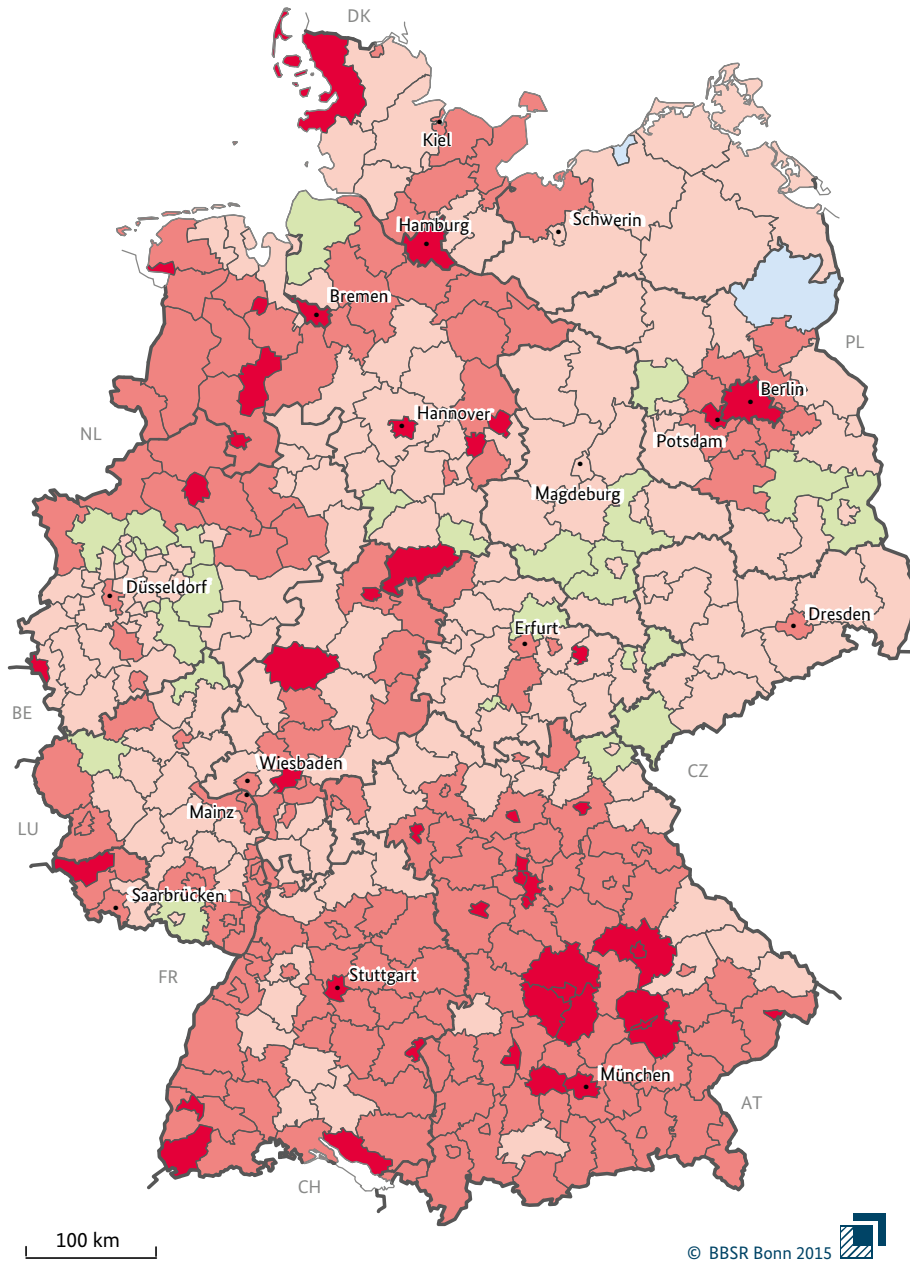 DK
Kiel
Schwerin
Hamburg
Bremen
PL
Berlin
NL
Hannover
Potsdam
Magdeburg
Düsseldorf
Dresden
Erfurt
BE
Wiesbaden
CZ
Mainz
LU
Saarbrücken
FR
Stuttgart
München
AT
CH
100 km
© BBSR Bonn 2015